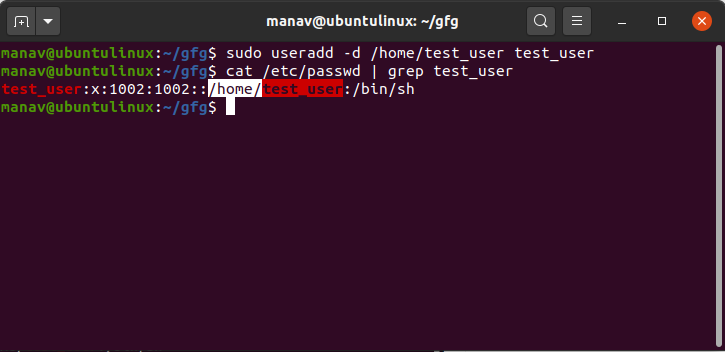 manav@ubuntulinux: ~/gfg
manav@ubuntulinux:~/gfg$ sudo useradd -d /home/test_user test_user
manav@ubuntulinux:~/gfg$ cat /etc/passwd | grep test_user
test_user:x:1002:1002::/home/test_user:/bin/sh
manav@ubuntulinux:~/gfg$